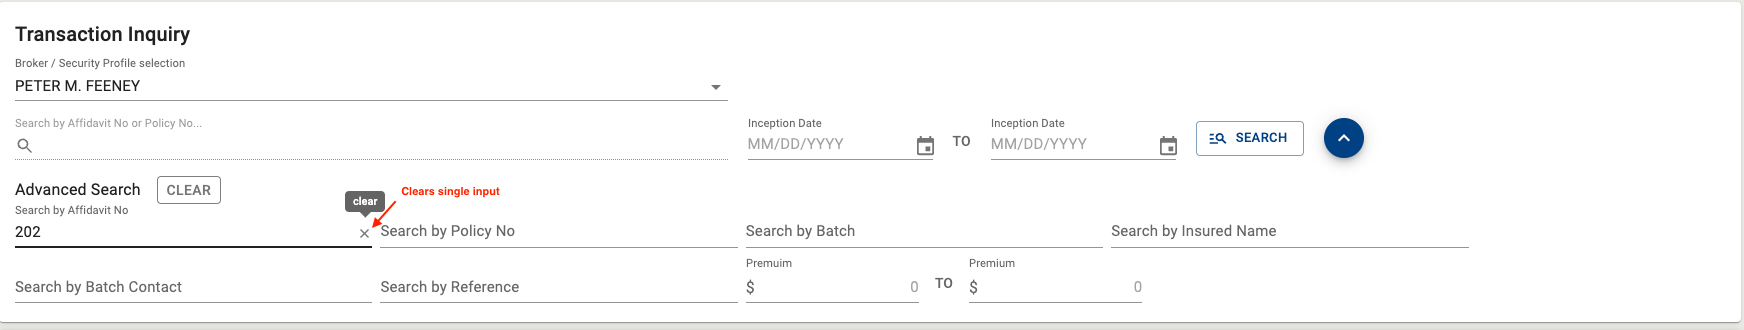 Transaction Inquiry
Broker / Security Profile selection
PETER M. FEENEY
Search by Affidavit No or Policy No...
Inception Date
MM/DD/YYYY
TO
Inception Date
MM/DD/YYYY
SEARCH
Advanced Search
CLEAR
clear
Clears single input
Search by Affidavit No
202
Search by Policy No
Search by Batch
Search by Insured Name
Search by Batch Contact
Search by Reference
Premuim
$ 0
TO
Premium
$ 0